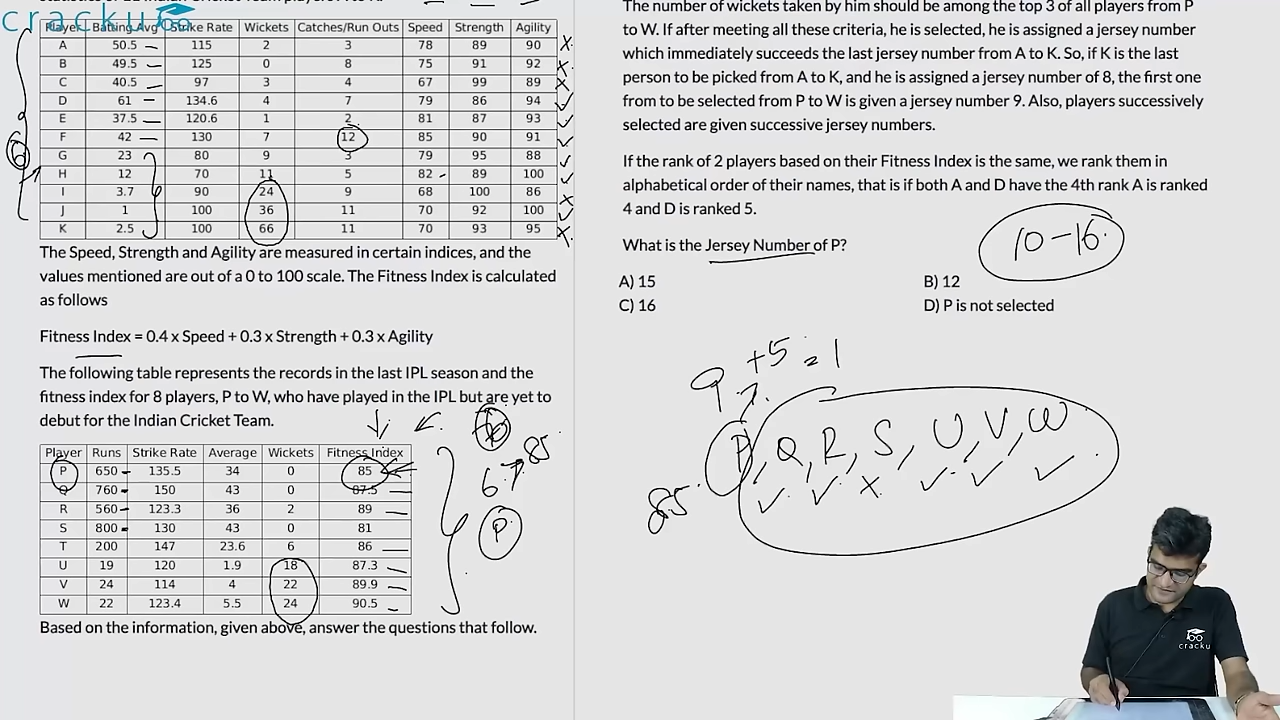 cracku
Player Batting Avg Strike Rate Wickets Catches/Run Outs Speed Strength Agility
A 50.5 115 2 3 78 89 90
B 49.5 125 0 8 75 91 92
C 40.5 97 3 4 67 99 89
D 61 134.6 4 7 79 86 94
E 37.5 120.6 1 2 81 87 93
F 42 130 7 12 85 90 91
G 23 80 9 3 79 95 88
H 12 70 11 5 82 89 100
I 3.7 90 24 9 68 100 86
J 1 100 36 11 70 92 100
K 2.5 100 66 11 70 93 95
The Speed, Strength and Agility are measured in certain indices, and the
values mentioned are out of a 0 to 100 scale. The Fitness Index is calculated
as follows
Fitness Index = 0.4 x Speed + 0.3 x Strength + 0.3 x Agility
The following table represents the records in the last IPL season and the
fitness index for 8 players, P to W, who have played in the IPL but are yet to
debut for the Indian Cricket Team.
Player Runs Strike Rate Average Wickets Fitness Index
P 650 135.5 34 0 85
Q 760 150 43 0 87.5
R 560 123.3 36 2 89
S 800 130 43 0 81
T 200 147 23.6 6 86
U 19 120 1.9 18 87.3
V 24 114 4 22 89.9
W 22 123.4 5.5 24 90.5
Based on the information, given above, answer the questions that follow.
6 85
P
The number of wickets taken by him should be among the top 3 of all players from P
to W. If after meeting all these criteria, he is selected, he is assigned a jersey number
which immediately succeeds the last jersey number from A to K. So, if K is the last
person to be picked from A to K, and he is assigned a jersey number of 8, the first one
from to be selected from P to W is given a jersey number 9. Also, players successively
selected are given successive jersey numbers.
If the rank of 2 players based on their Fitness Index is the same, we rank them in
alphabetical order of their names, that is if both A and D have the 4th rank A is ranked
4 and D is ranked 5.
What is the Jersey Number of P?
10-16
A) 15 B) 12
C) 16 D) P is not selected
9 +5 = 1
P, Q, R, S, U, V, W
85
cracku